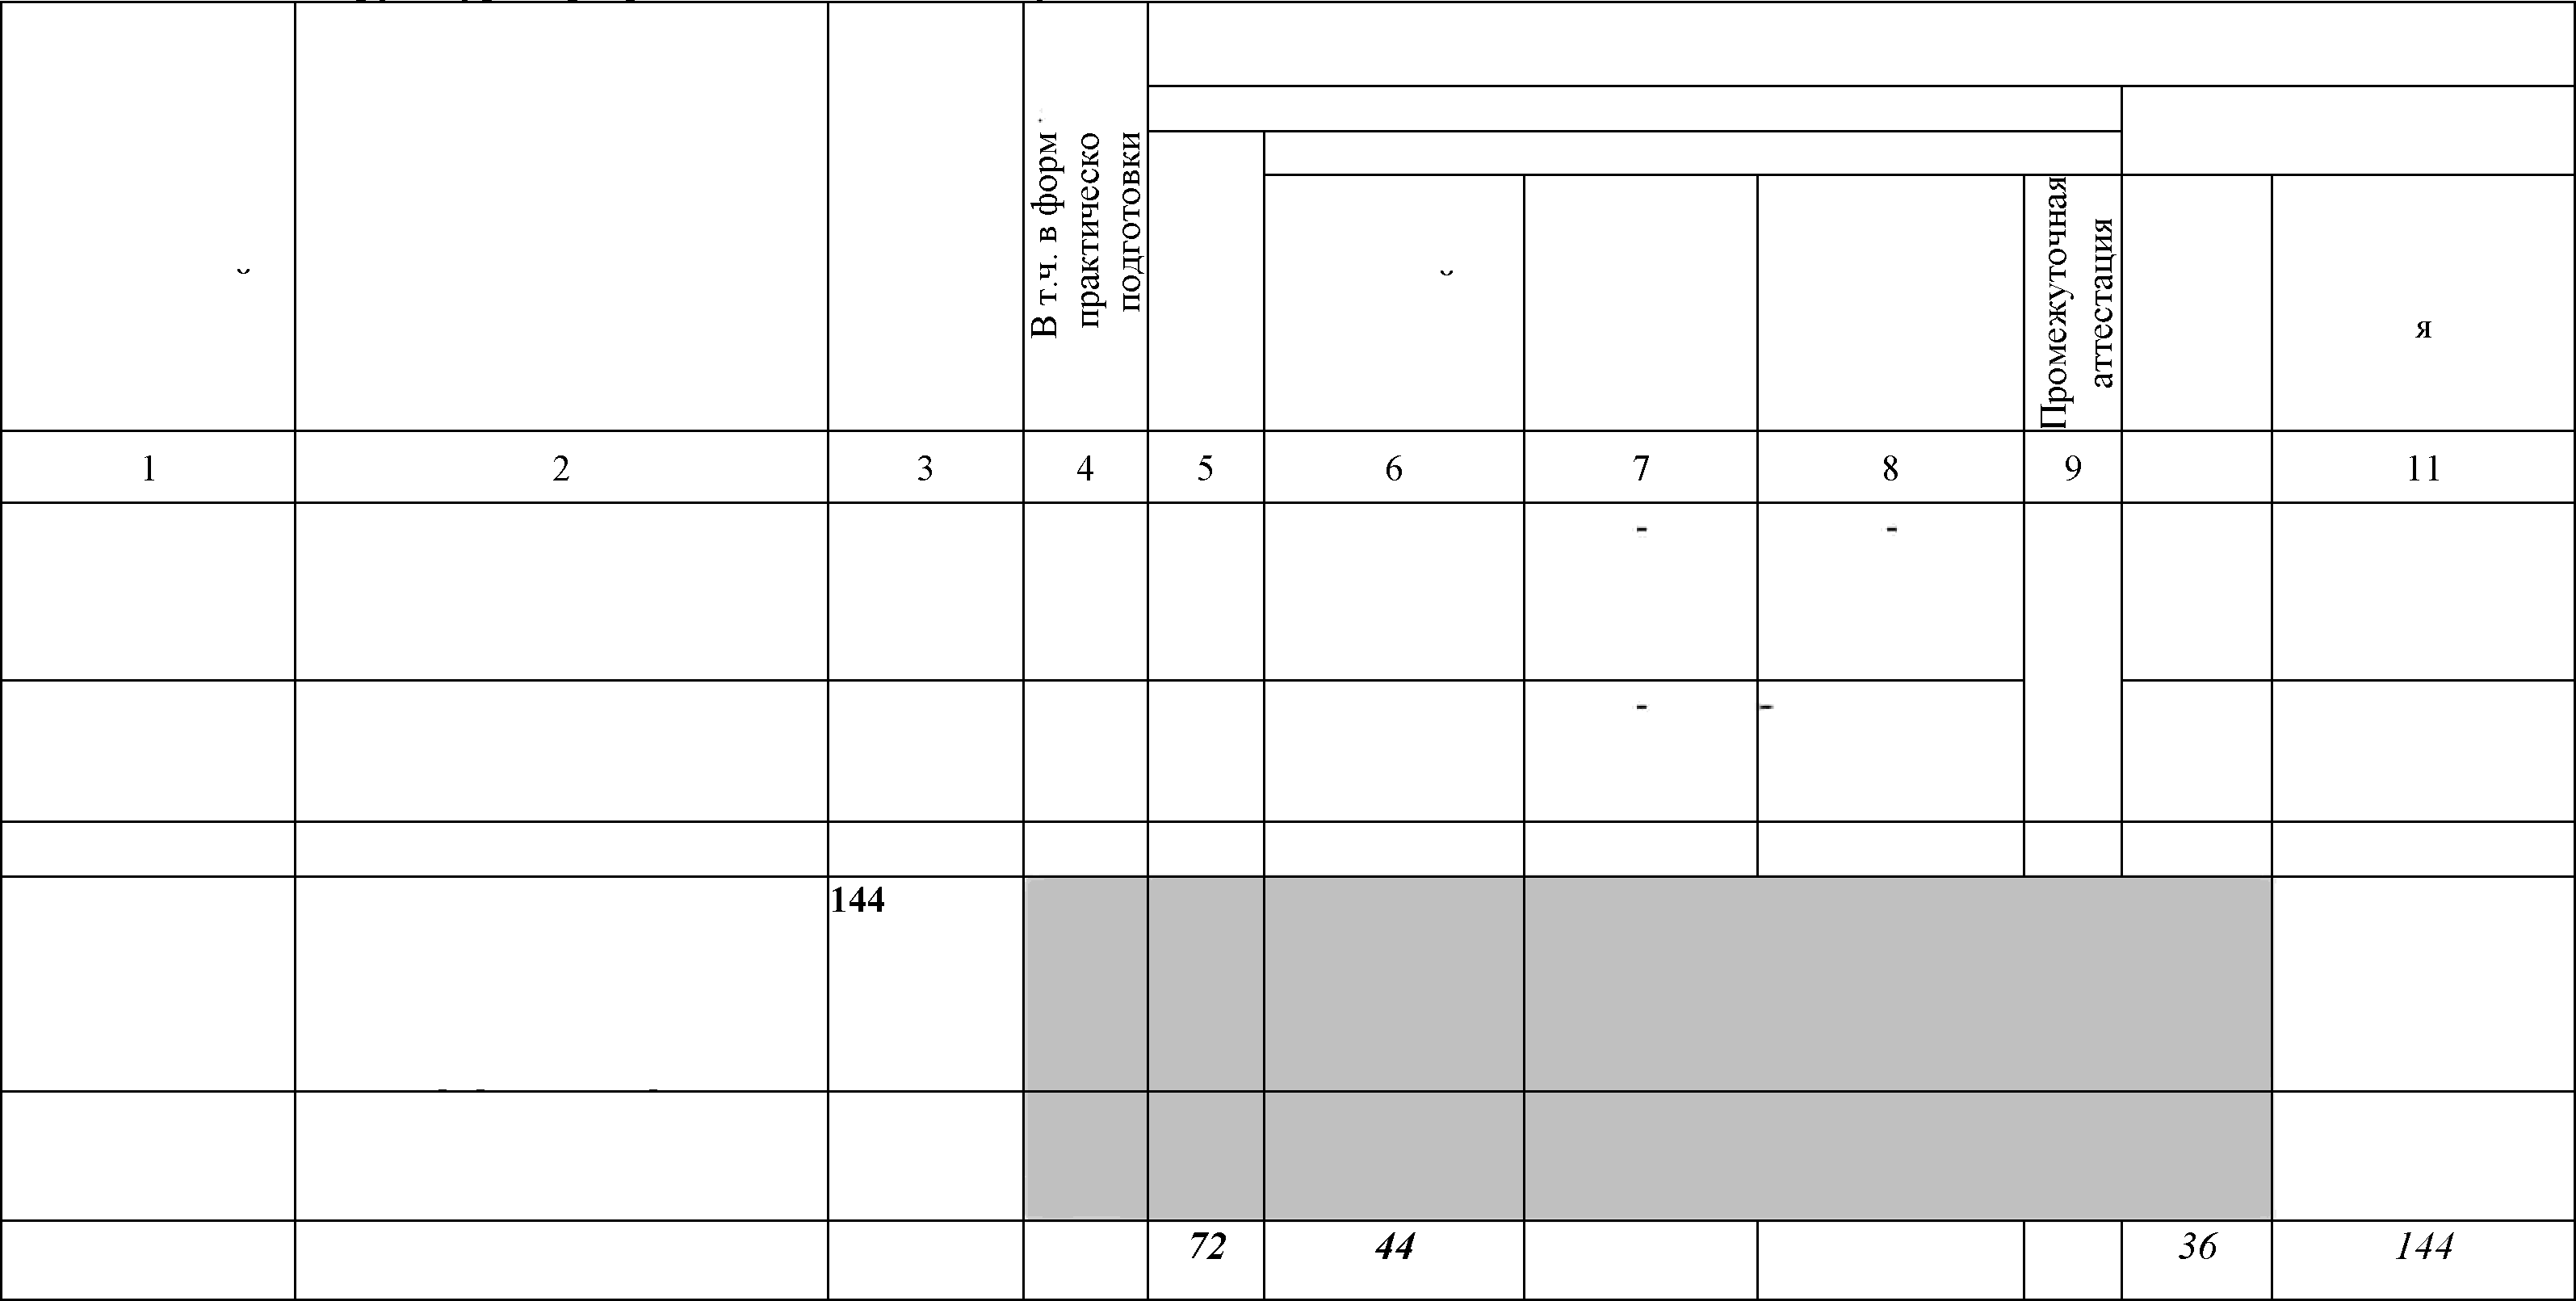 В т.ч. в форм
практическо
подготовки
Промежуточная
аттестация
я
1 2 3 4 5 6 7 8 9 11
- -
- -
144
72 44 36 144